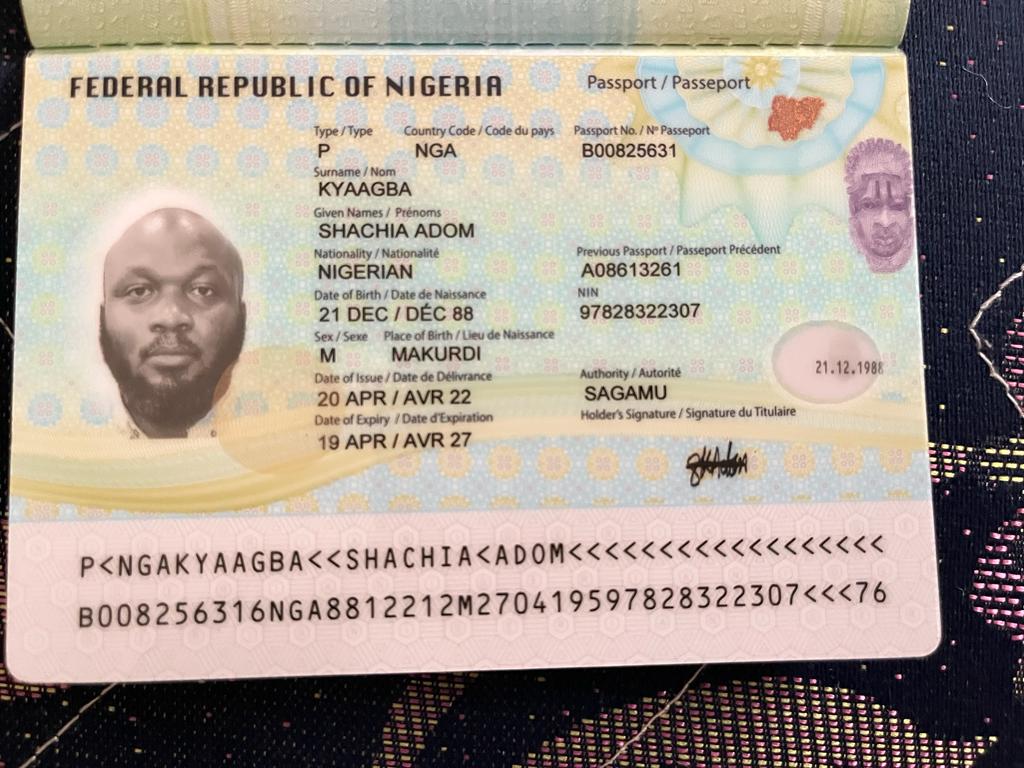 FEDERAL REPUBLIC OF NIGERIA
Passport / Passeport
Type / Type Country Code / Code du pays Passport No. / Nº Passeport
P NGA B00825631
Surname / Nom
KYAAGBA
Given Names / Prénoms
SHACHIA ADOM
Nationality / Nationalité Previous Passport / Passeport Précédent
NIGERIAN A08613261
Date of Birth / Date de Naissance NIN
21 DEC / DÉC 88 97828322307
Sex / Sexe Place of Birth / Lieu de Naissance
M MAKURDI
21.12.1988
Date of Issue / Date de Délivrance Authority / Autorité
20 APR / AVR 22 SAGAMU
Date of Expiry / Date d'Expiration Holder's Signature / Signature du Titulaire
19 APR / AVR 27
P<NGAKYAAGBA<<SHACHIA<ADOM<<<<<<<<<<<<<<<<<<
B008256316NGA8812212M270419597828322307<<<76